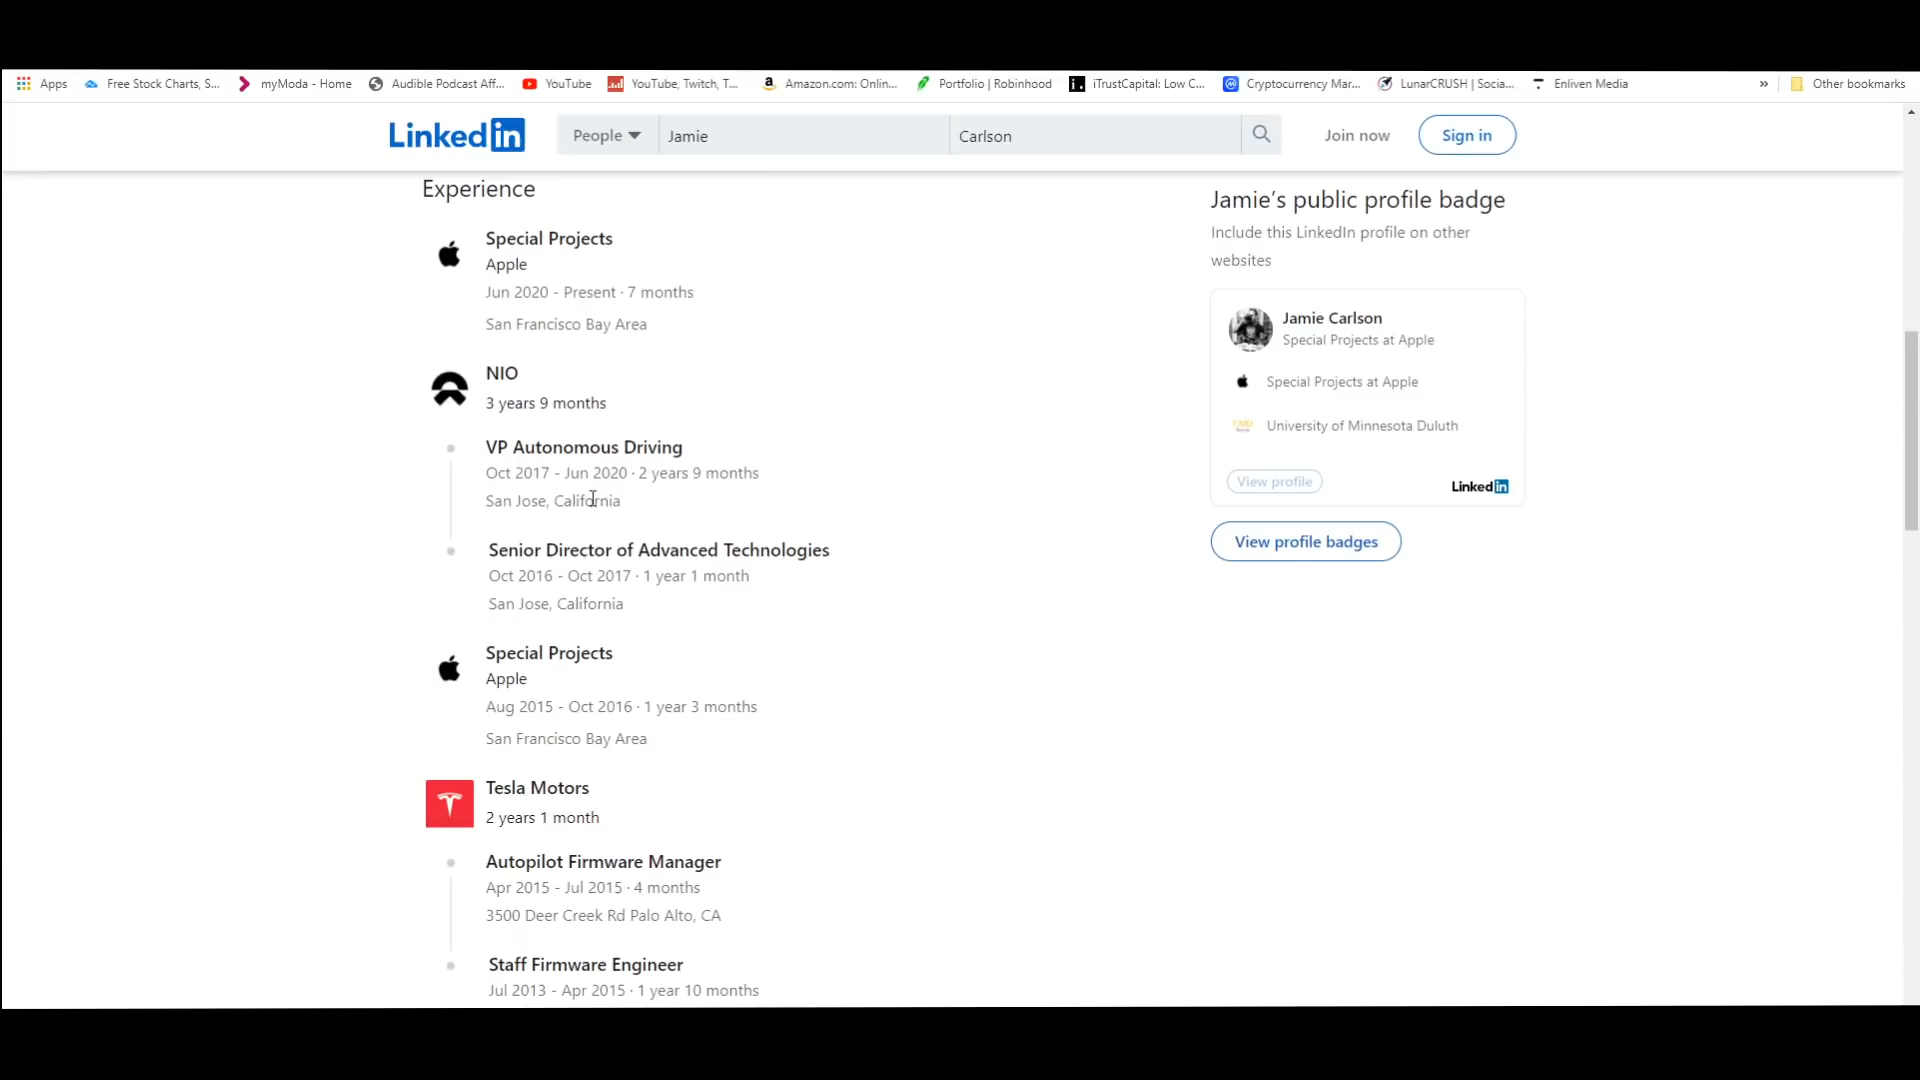 Apps
Free Stock Charts, S...
myModa - Home
Audible Podcast Aff...
YouTube
YouTube, Twitch, T...
Amazon.com: Onlin...
Portfolio | Robinhood
iTrustCapital: Low C...
Cryptocurrency Mar...
LunarCRUSH | Socia...
Enliven Media
»
Other bookmarks
Linkedin
People
Jamie
Carlson
Join now
Sign in
Experience
Special Projects
Apple
Jun 2020 - Present · 7 months
San Francisco Bay Area
NIO
3 years 9 months
VP Autonomous Driving
Oct 2017 - Jun 2020 · 2 years 9 months
San Jose, California
Senior Director of Advanced Technologies
Oct 2016 - Oct 2017 · 1 year 1 month
San Jose, California
Special Projects
Apple
Aug 2015 - Oct 2016 · 1 year 3 months
San Francisco Bay Area
Tesla Motors
2 years 1 month
Autopilot Firmware Manager
Apr 2015 - Jul 2015 · 4 months
3500 Deer Creek Rd Palo Alto, CA
Staff Firmware Engineer
Jul 2013 - Apr 2015 · 1 year 10 months
Jamie’s public profile badge
Include this LinkedIn profile on other
websites
Jamie Carlson
Special Projects at Apple
Special Projects at Apple
University of Minnesota Duluth
View profile
Linkedin
View profile badges